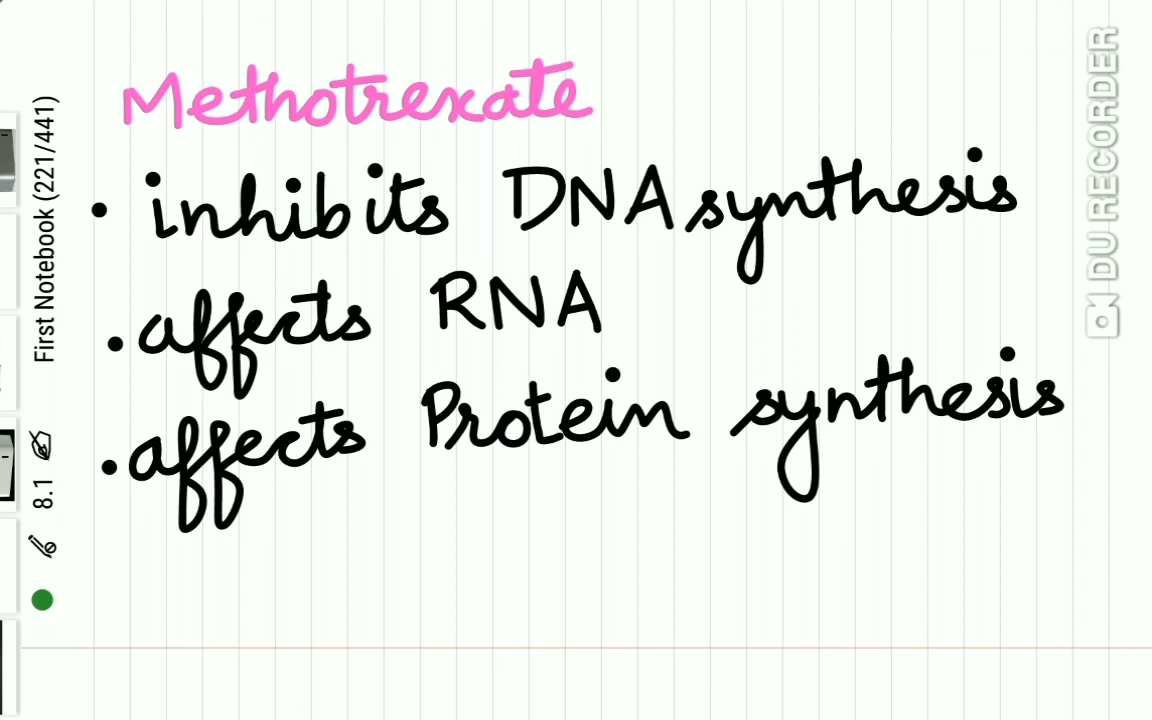 Methotrexate
• inhibits DNA synthesis
• affects RNA
• affects Protein synthesis
First Notebook (221/441)
8.1
DU RECORDER